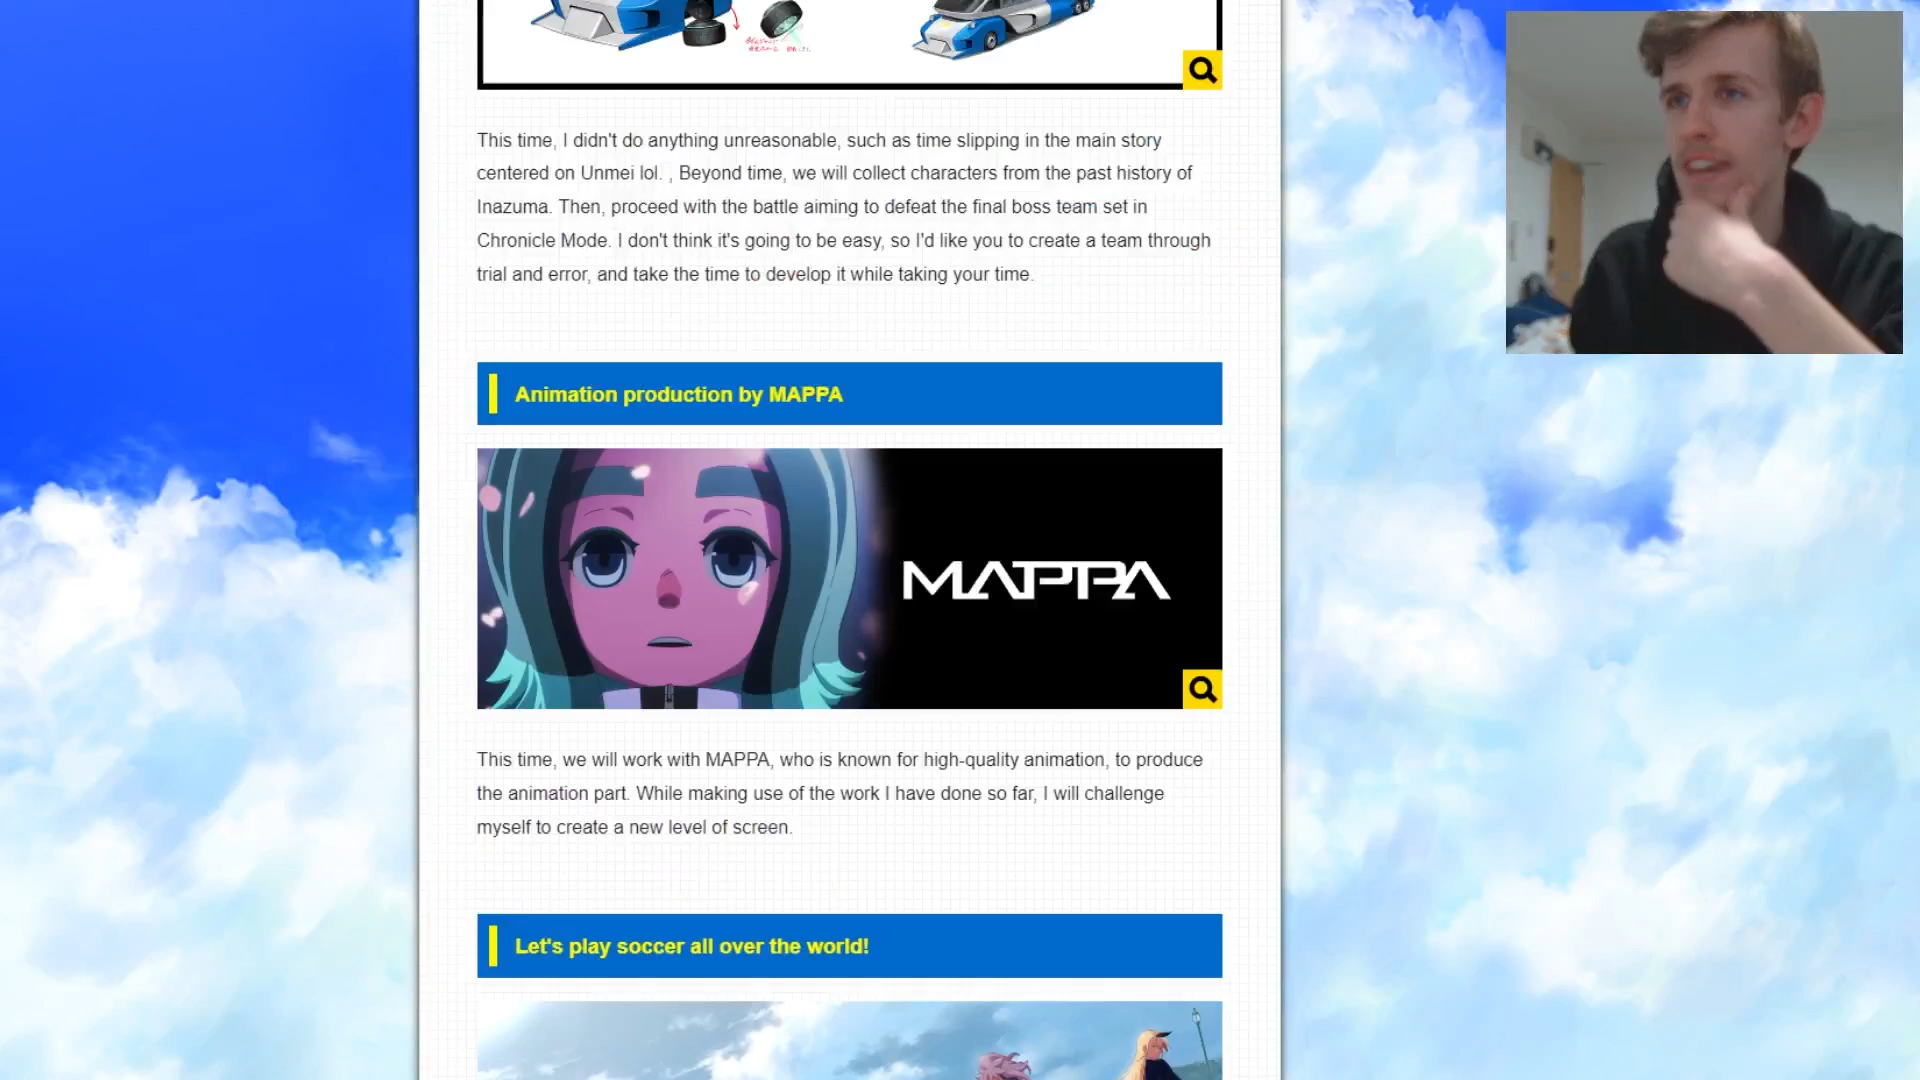 This time, I didn't do anything unreasonable, such as time slipping in the main story
centered on Unmei lol. , Beyond time, we will collect characters from the past history of
Inazuma. Then, proceed with the battle aiming to defeat the final boss team set in
Chronicle Mode. I don't think it's going to be easy, so I'd like you to create a team through
trial and error, and take the time to develop it while taking your time.
Animation production by MAPPA
MAPPA
This time, we will work with MAPPA, who is known for high-quality animation, to produce
the animation part. While making use of the work I have done so far, I will challenge
myself to create a new level of screen.
Let's play soccer all over the world!